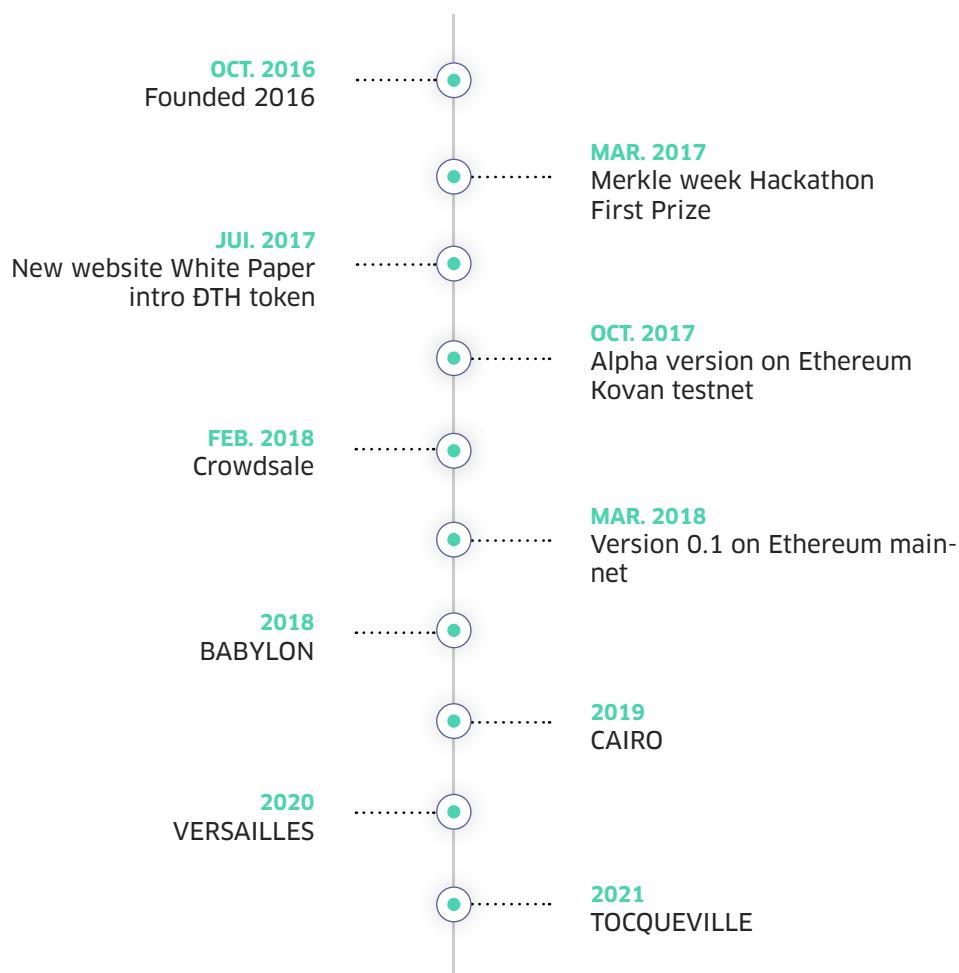 OCT. 2016
Founded 2016
MAR. 2017
Merkle week Hackathon
First Prize
JUI. 2017
New website White Paper
intro ĐTH token
OCT. 2017
Alpha version on Ethereum
Kovan testnet
FEB. 2018
Crowdsale
MAR. 2018
Version 0.1 on Ethereum main-
net
2018
BABYLON
2019
CAIRO
2020
VERSAILLES
2021
TOCQUEVILLE